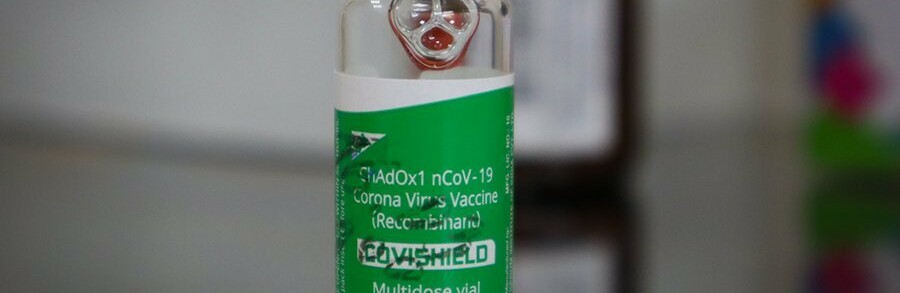 ChAdOx1 nCoV-19
Corona Virus Vaccine
(Recombinant)
COVISHIELD
Multidose vial